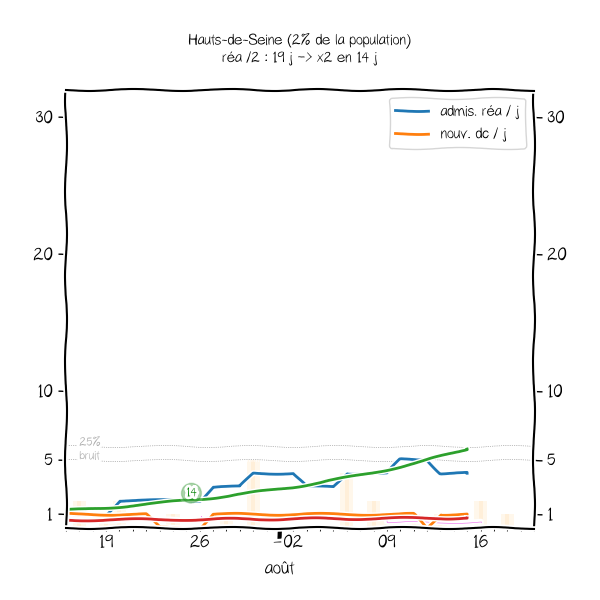 Hauts-de-Seine (2% de la population)
réa /2 : 19 j -> x2 en 14 j
admis. réa / j
nouv. dc / j
30
30
20
20
10
10
25%
bruit
5
5
14
1
1
19
26
02
09
16
août